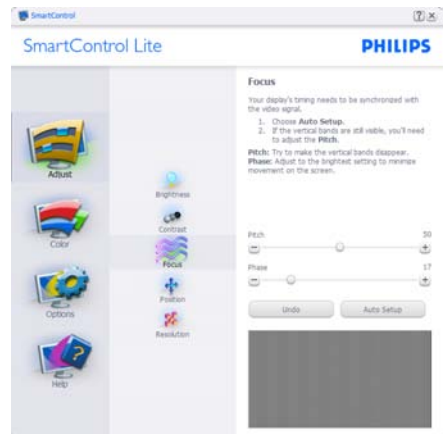 SmartControl
SmartControl Lite
PHILIPS
Adjust
Color
Options
Help
Brightness
Contrast
Focus
Position
Resolution
Focus
Your display's timing needs to be synchronized with
the video signal.
1. Choose Auto Setup.
2. If the vertical bands are still visible, you'll need
to adjust the Pitch.
Pitch: Try to make the vertical bands disappear.
Phase: Adjust to the brightest setting to minimize
movement on the screen.
Pitch 50
Phase 17
Undo Auto Setup